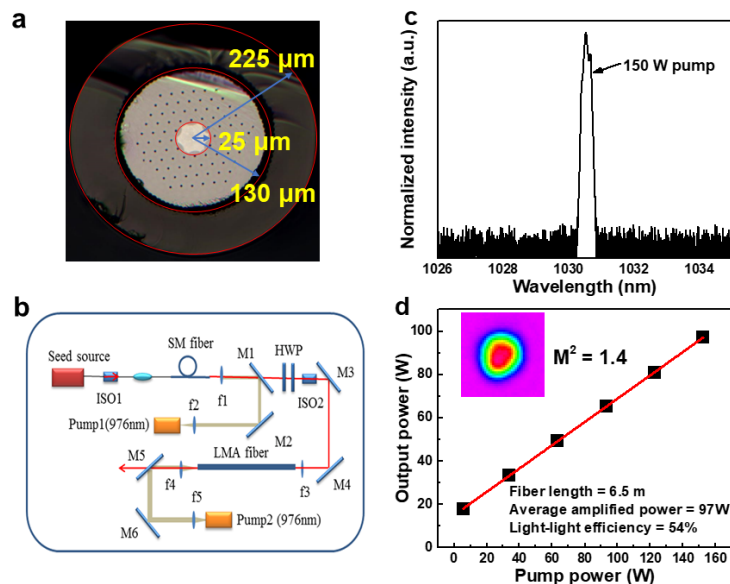 a
225 μm
25 μm
130 μm
b
Seed source
ISO1
SM fiber
f1
M1
HWP
ISO2
M3
Pump1(976nm)
f2
M2
M5
LMA fiber
f4
f3
M4
f5
M6
Pump2 (976nm)
c
Normalized intensity (a.u.)
150 W pump
1026 1028 1030 1032 1034
Wavelength (nm)
d
Output power (W)
100
80
60
40
20
0
M² = 1.4
Fiber length = 6.5 m
Average amplified power = 97W
Light-light efficiency = 54%
0 20 40 60 80 100 120 140 160
Pump power (W)